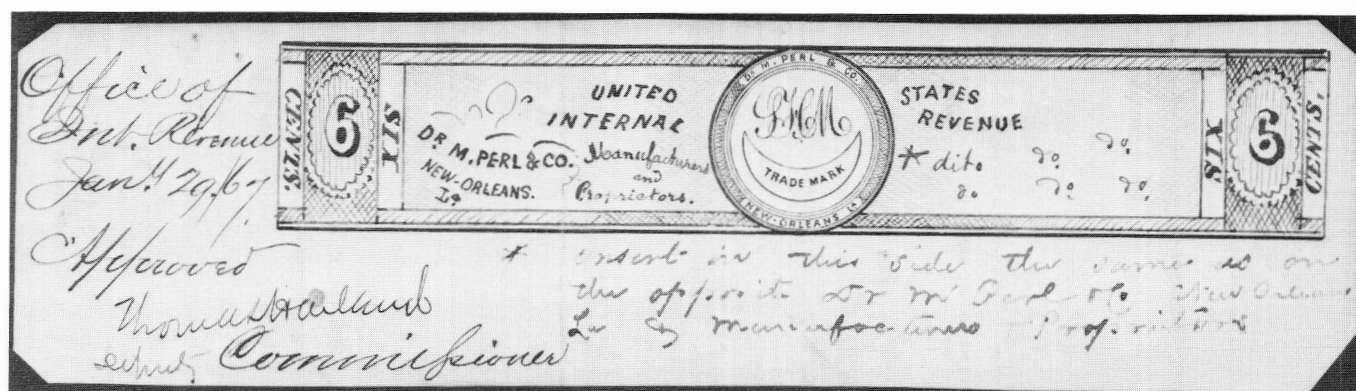 Office of
Int. Revenue
Jany 29. 67
Approved
Thomas Harland
Deputy Commissioner
CENTS.
6
SIX
UNITED
INTERNAL
DR. M. PERL & CO.
NEW-ORLEANS.
La
Manufacturers
and
Proprietors.
DR. M. PERL & CO.
TRADE MARK
NEW-ORLEANS La
STATES
REVENUE
* ditto do. do.
do. do. do.
SIX
6
CENTS.
* insert on this side the same as on
the opposite Dr M Perl & Co New Orleans
La & Manufacturers & Proprietors